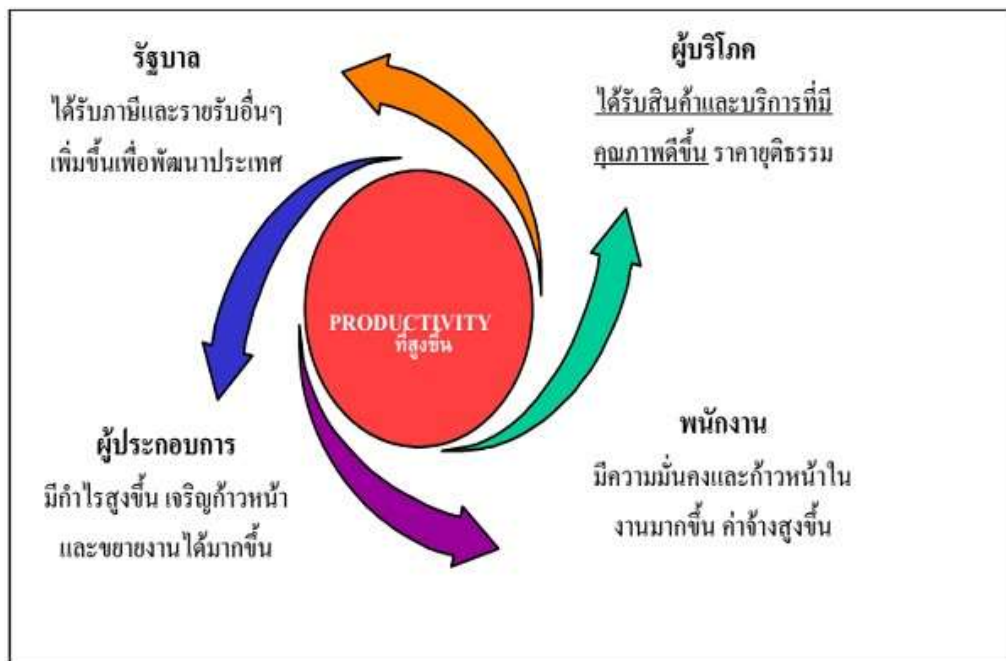 รัฐบาล
ได้รับภาษีและรายรับอื่นๆ
เพิ่มขึ้นเพื่อพัฒนาประเทศ
ผู้บริโภค
ได้รับสินค้าและบริการที่มี
คุณภาพดีขึ้น ราคายุติธรรม
PRODUCTIVITY
ที่สูงขึ้น
ผู้ประกอบการ
มีกำไรสูงขึ้น เจริญก้าวหน้า
และขยายงานได้มากขึ้น
พนักงาน
มีความมั่นคงและก้าวหน้าใน
งานมากขึ้น ค่าจ้างสูงขึ้น